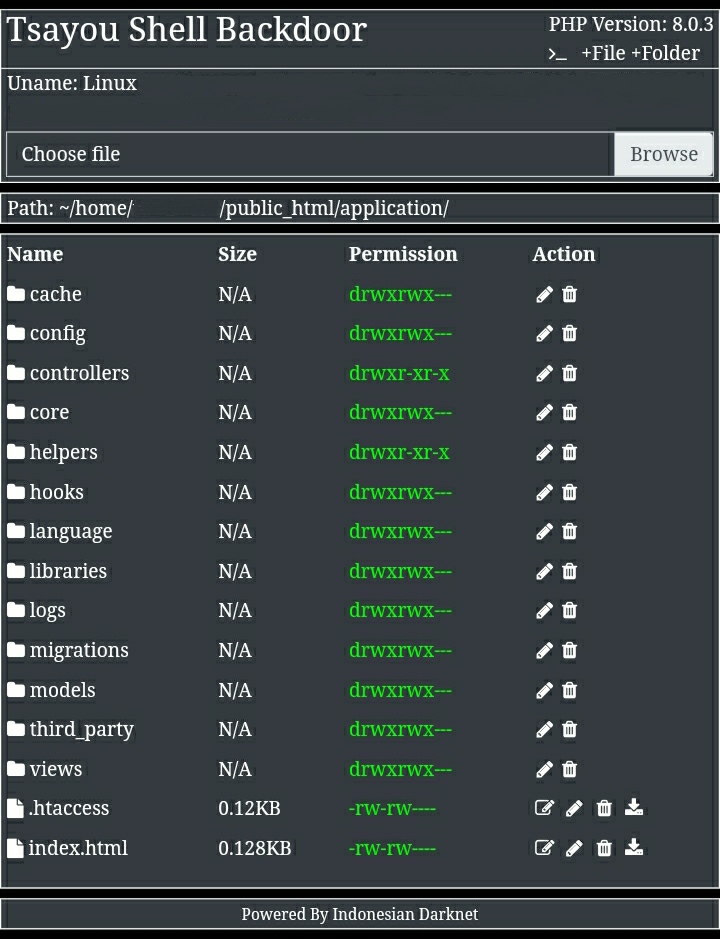 Tsayou Shell Backdoor
PHP Version: 8.0.3
>_ +File +Folder
Uname: Linux
Choose file Browse
Path: ~/home/ /public_html/application/
Name Size Permission Action
cache N/A drwxrwx---
config N/A drwxrwx---
controllers N/A drwxr-xr-x
core N/A drwxrwx---
helpers N/A drwxr-xr-x
hooks N/A drwxrwx---
language N/A drwxrwx---
libraries N/A drwxrwx---
logs N/A drwxrwx---
migrations N/A drwxrwx---
models N/A drwxrwx---
third_party N/A drwxrwx---
views N/A drwxrwx---
.htaccess 0.12KB -rw-rw----
index.html 0.128KB -rw-rw----
Powered By Indonesian Darknet